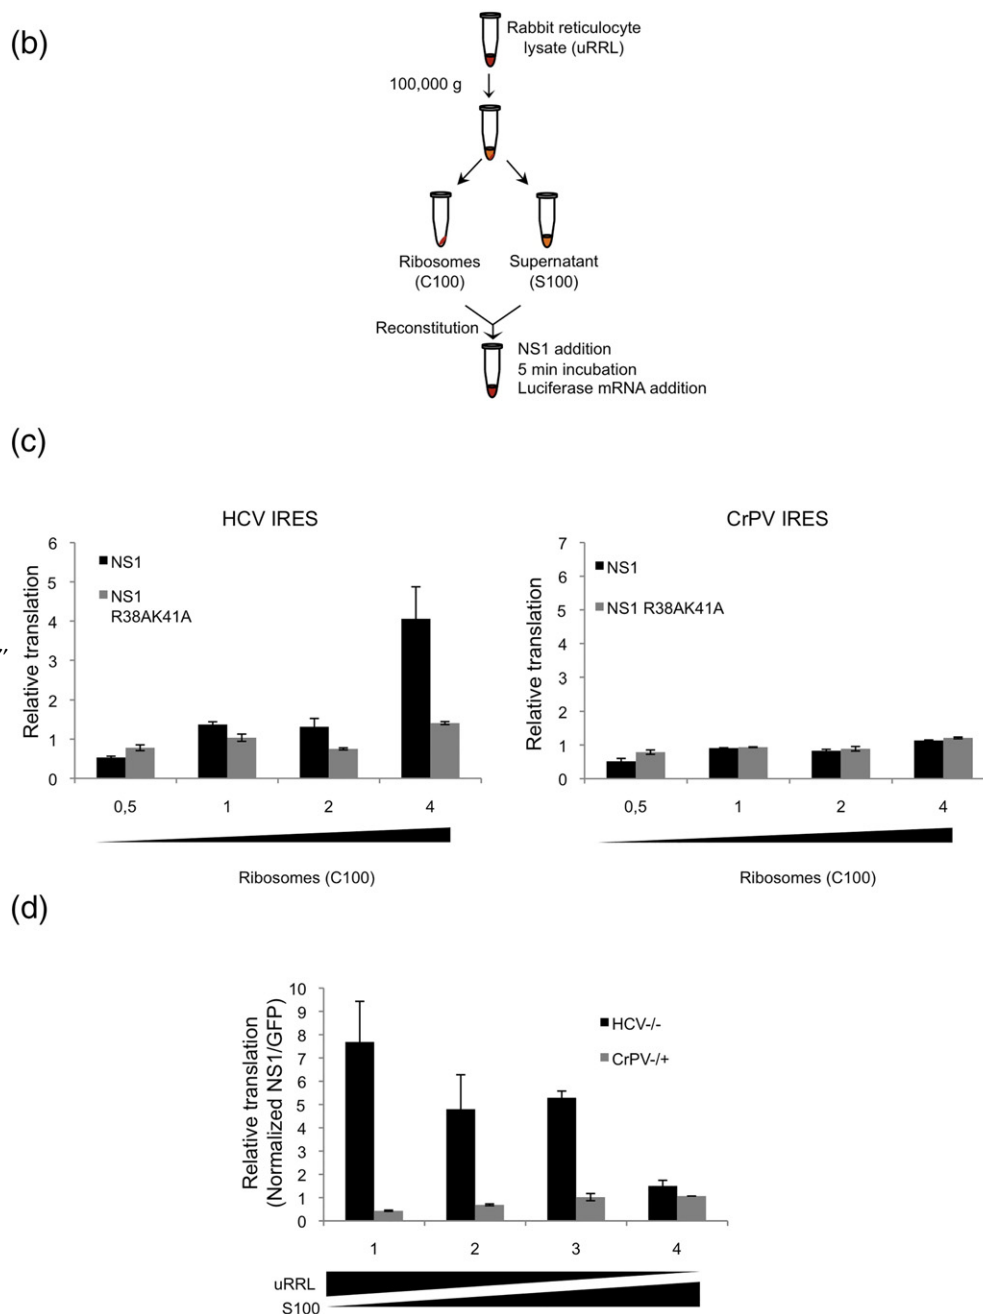 (b)
Rabbit reticulocyte
lysate (uRRL)
100,000 g
Ribosomes
(C100)
Supernatant
(S100)
Reconstitution
NS1 addition
5 min incubation
Luciferase mRNA addition
(c)
HCV IRES
Relative translation
6
5
4
3
2
1
0
NS1
NS1
R38AK41A
0,5
1
2
4
Ribosomes (C100)
CrPV IRES
Relative translation
7
6
5
4
3
2
1
0
NS1
NS1 R38AK41A
0,5
1
2
4
Ribosomes (C100)
(d)
Relative translation
(Normalized NS1/GFP)
10
9
8
7
6
5
4
3
2
1
0
HCV-/-
CrPV-/+
1
2
3
4
uRRL
S100